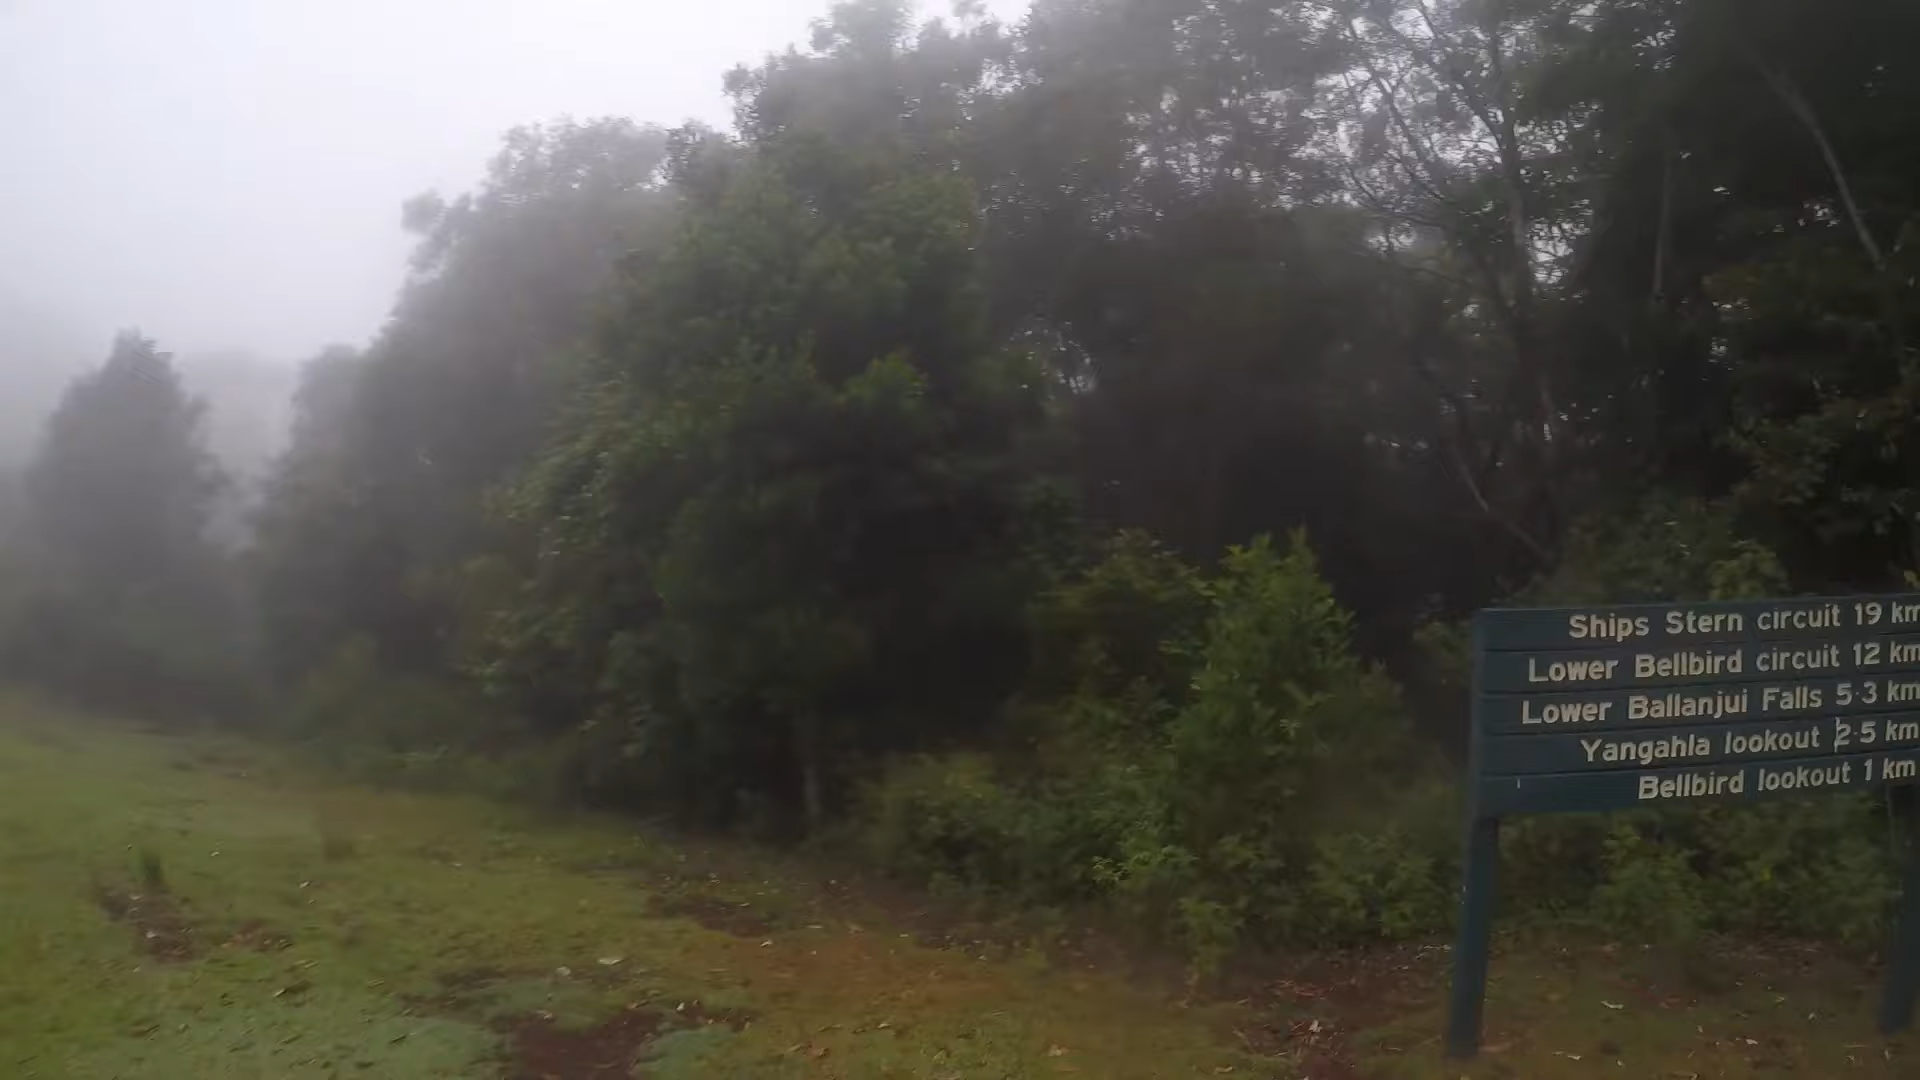 Ships Stern circuit 19 km
Lower Bellbird circuit 12 km
Lower Ballanjui Falls 5·3 km
Yangahla lookout 2·5 km
Bellbird lookout 1 km